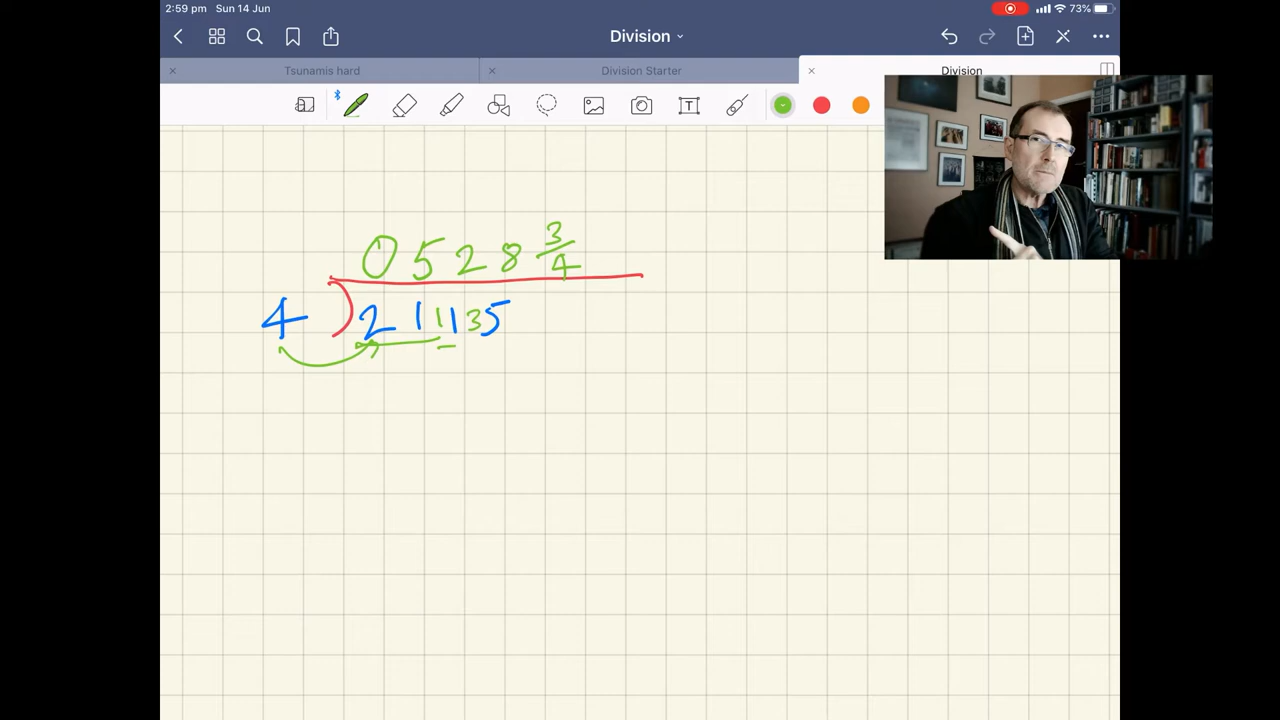 2:59 pm Sun 14 Jun 73%
Division
Tsunamis hard Division Starter Division
T
0 5 2 8 3/4
4 ) 2 1 1 1 3 5